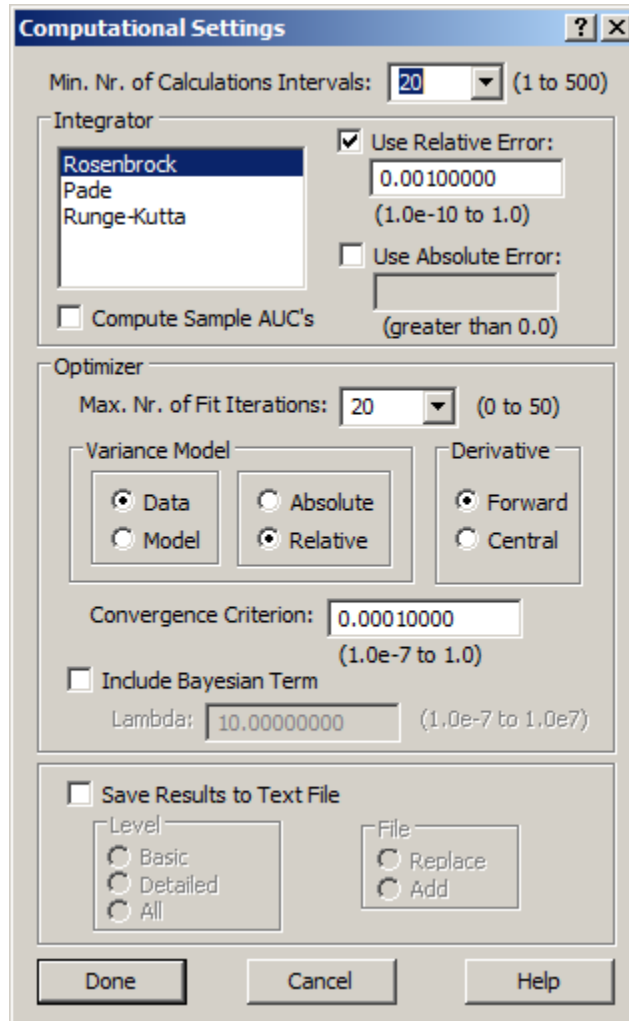 Computational Settings
Min. Nr. of Calculations Intervals: 20 (1 to 500)
Integrator
Rosenbrock
Pade
Runge-Kutta
Use Relative Error:
0.00100000
(1.0e-10 to 1.0)
Use Absolute Error:
(greater than 0.0)
Compute Sample AUC's
Optimizer
Max. Nr. of Fit Iterations: 20 (0 to 50)
Variance Model
Data
Model
Absolute
Relative
Derivative
Forward
Central
Convergence Criterion: 0.00010000
(1.0e-7 to 1.0)
Include Bayesian Term
Lambda: 10.00000000 (1.0e-7 to 1.0e7)
Save Results to Text File
Level
Basic
Detailed
All
File
Replace
Add
Done Cancel Help